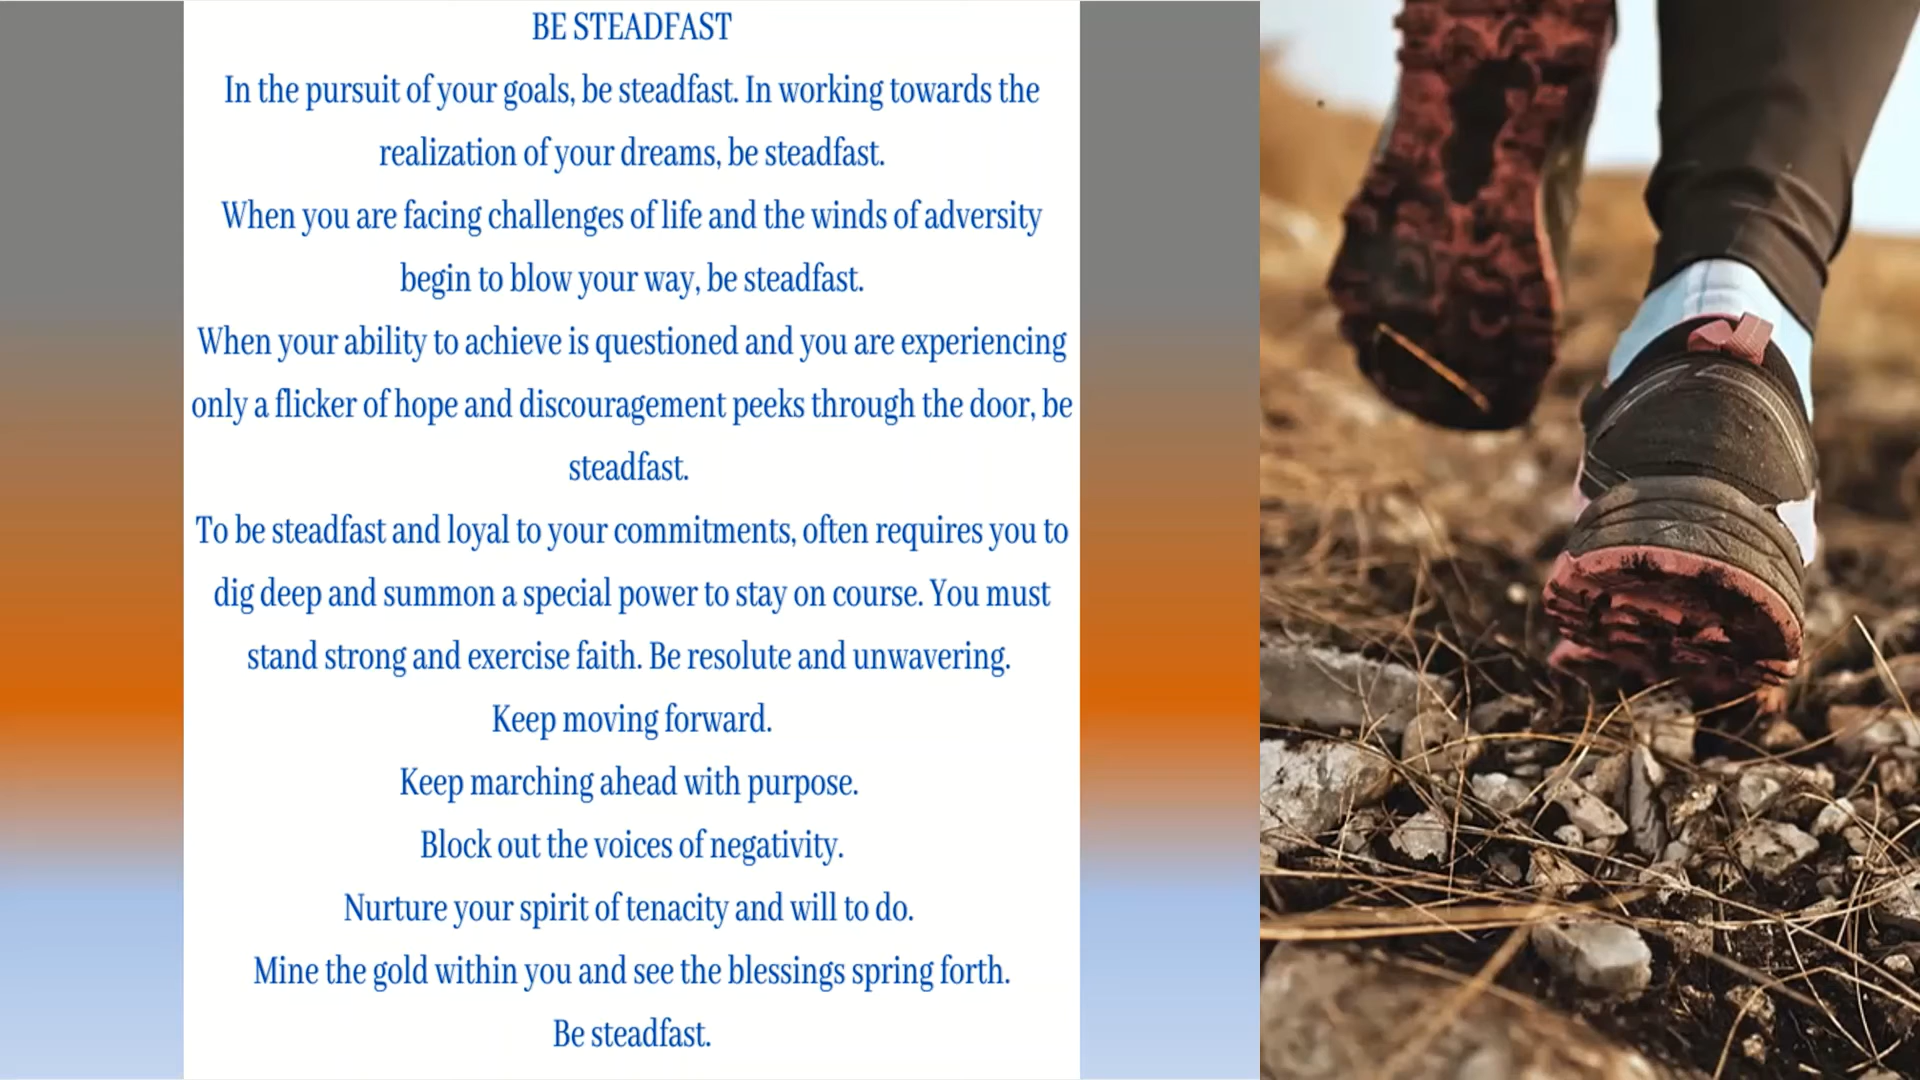 BE STEADFAST
In the pursuit of your goals, be steadfast. In working towards the
realization of your dreams, be steadfast.
When you are facing challenges of life and the winds of adversity
begin to blow your way, be steadfast.
When your ability to achieve is questioned and you are experiencing
only a flicker of hope and discouragement peeks through the door, be
steadfast.
To be steadfast and loyal to your commitments, often requires you to
dig deep and summon a special power to stay on course. You must
stand strong and exercise faith. Be resolute and unwavering.
Keep moving forward.
Keep marching ahead with purpose.
Block out the voices of negativity.
Nurture your spirit of tenacity and will to do.
Mine the gold within you and see the blessings spring forth.
Be steadfast.